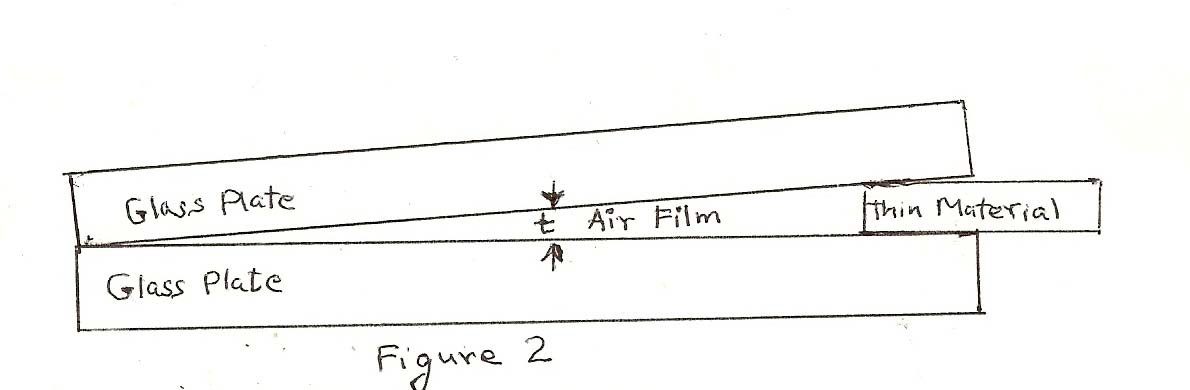 Glass Plate
t Air Film
thin Material
Glass Plate
Figure 2